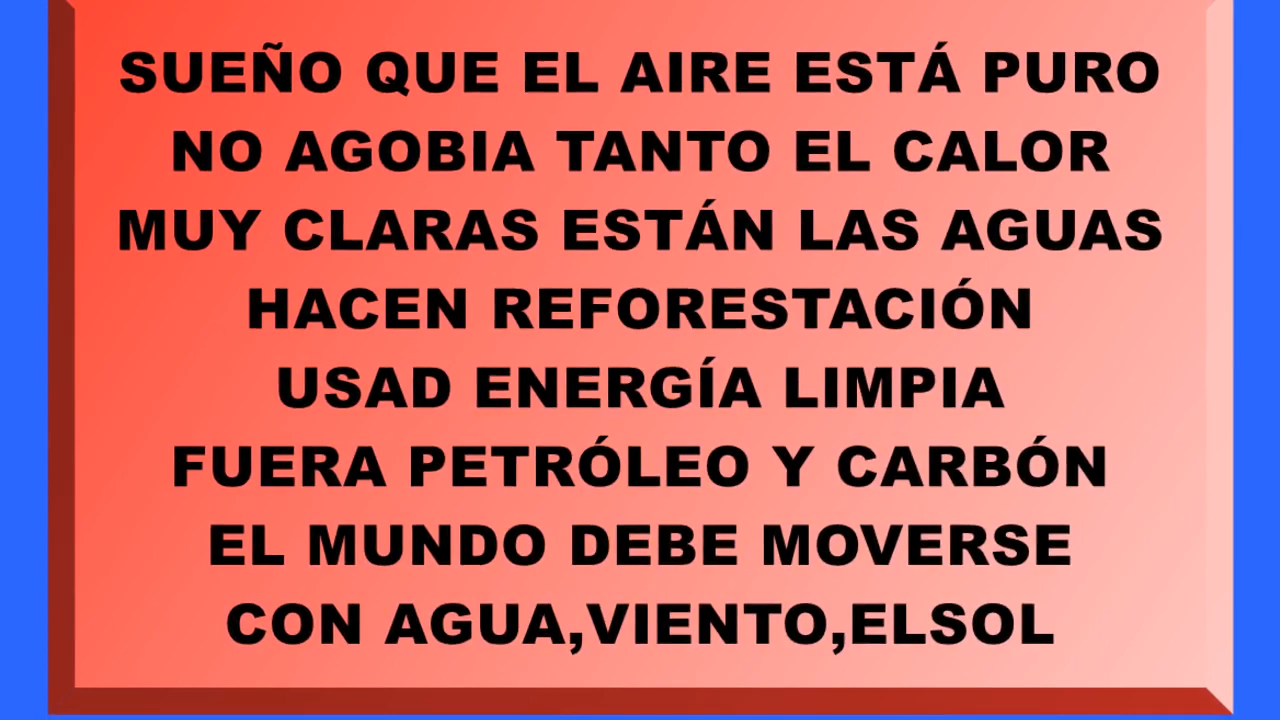 SUEÑO QUE EL AIRE ESTÁ PURO
NO AGOBIA TANTO EL CALOR
MUY CLARAS ESTÁN LAS AGUAS
HACEN REFORESTACIÓN
USAD ENERGÍA LIMPIA
FUERA PETRÓLEO Y CARBÓN
EL MUNDO DEBE MOVERSE
CON AGUA,VIENTO,ELSOL